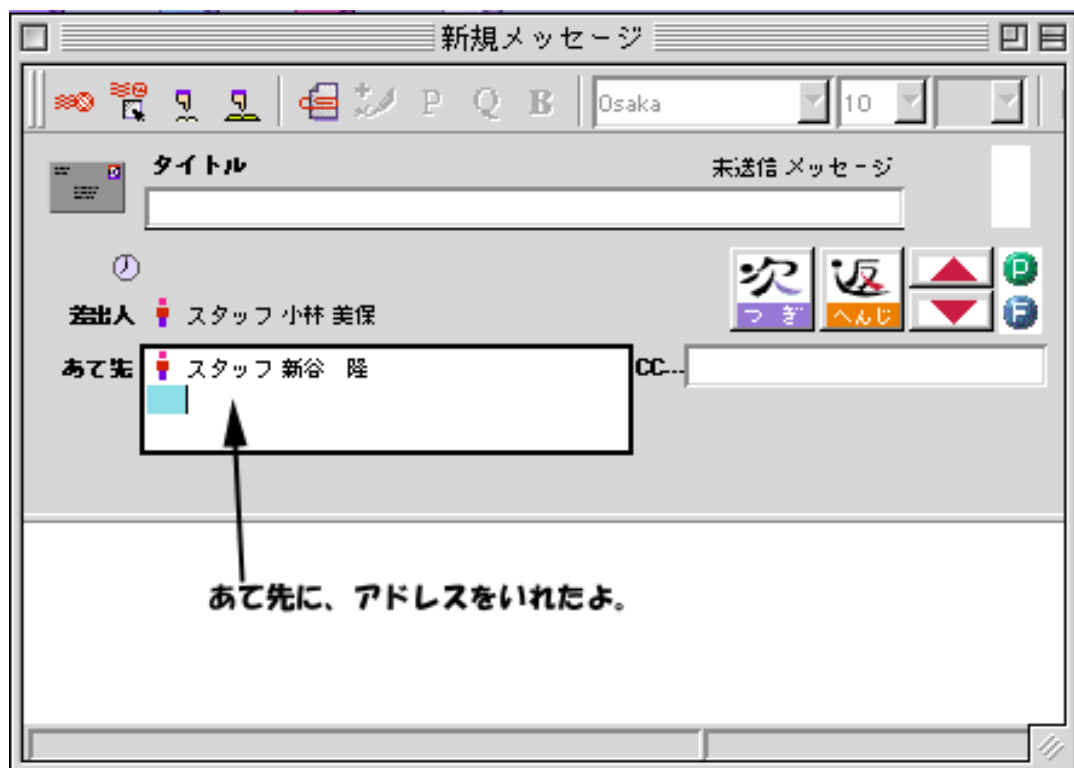 新規メッセージ
P Q B Osaka 10
タイトル 未送信メッセージ
次 返 P
つぎ へんじ F
差出人 スタッフ 小林 美保
あて先 スタッフ 新谷 隆 CC...
あて先に、アドレスをいれたよ。